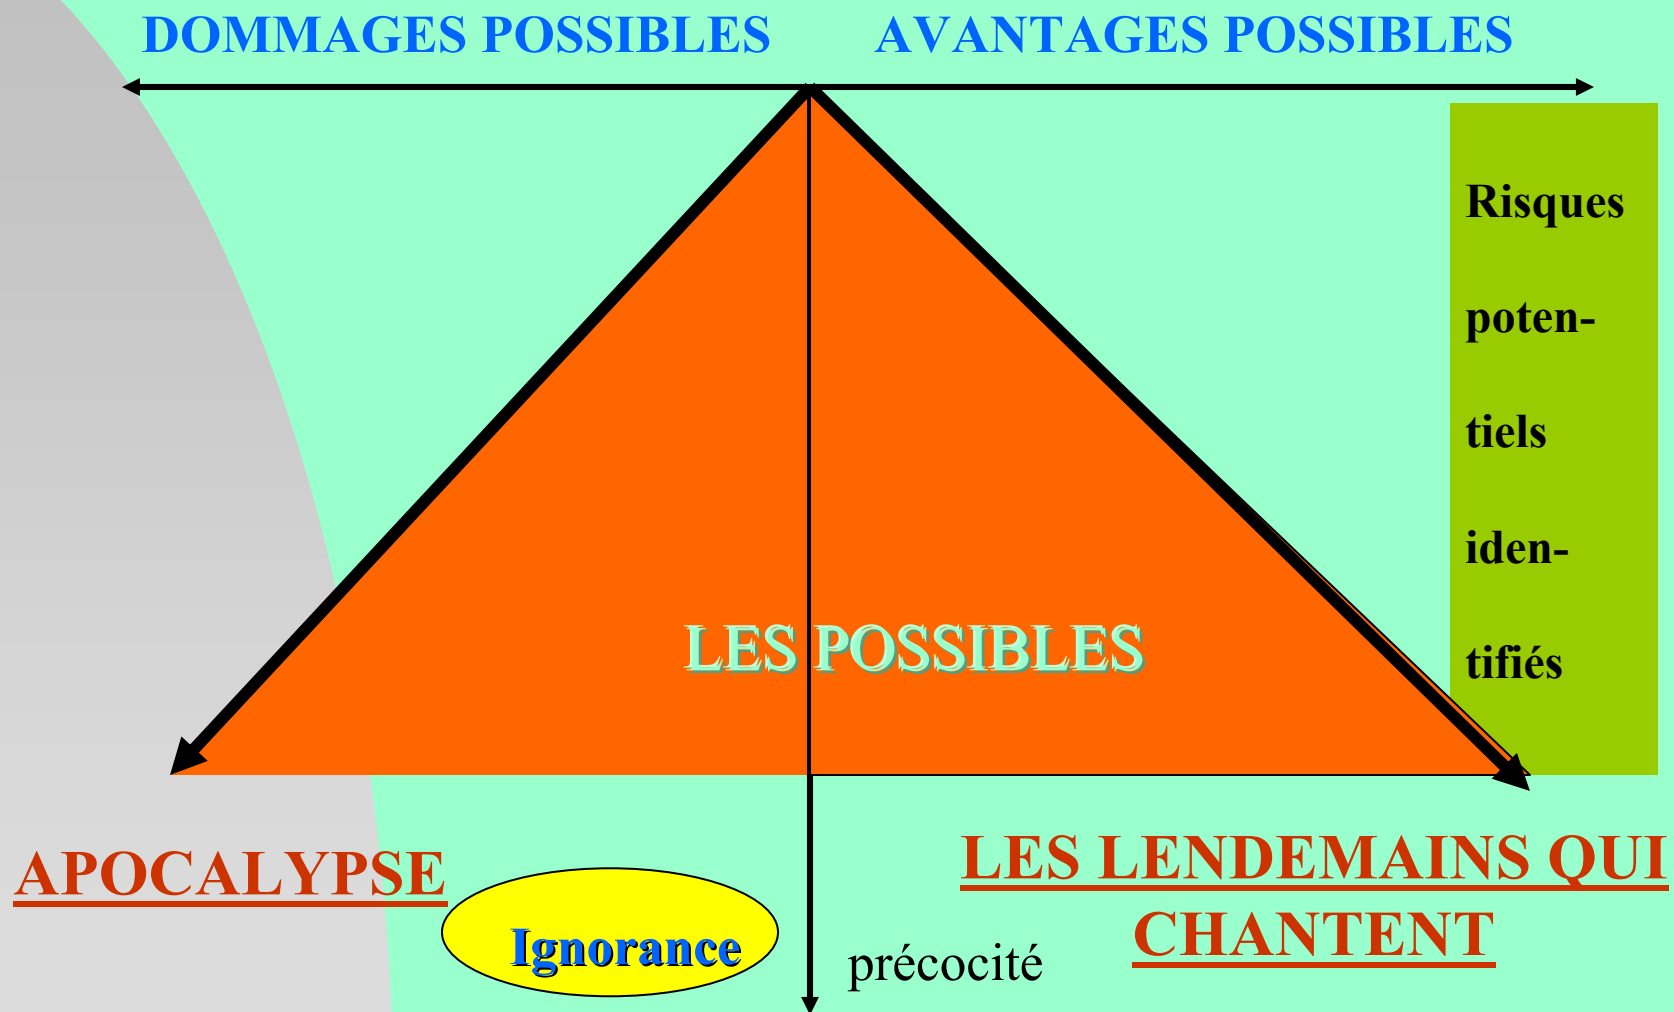 DOMMAGES POSSIBLES
AVANTAGES POSSIBLES
Risques
poten-
tiels
iden-
tifiés
LES POSSIBLES
APOCALYPSE
LES LENDEMAINS QUI
CHANTENT
Ignorance
précocité